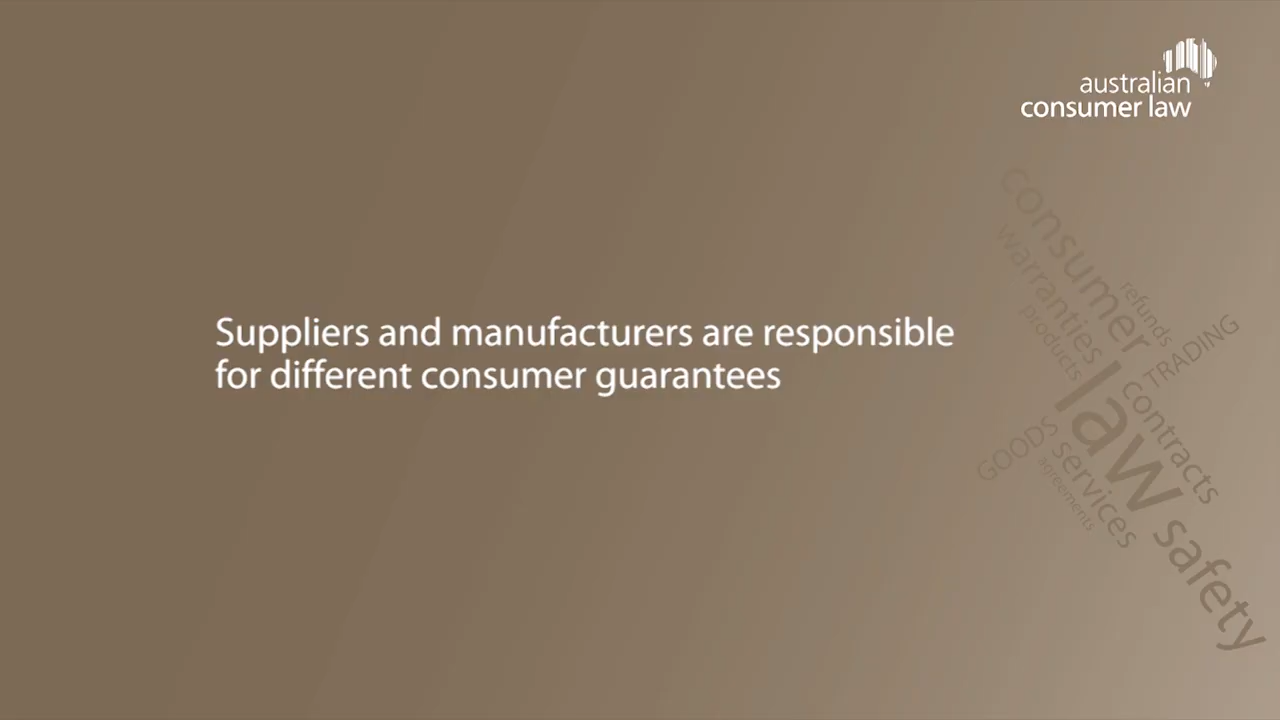 australian
consumer law
Suppliers and manufacturers are responsible
for different consumer guarantees
consumer
warranties
refunds
products
TRADING
law
contracts
GOODS
services
agreements
safety